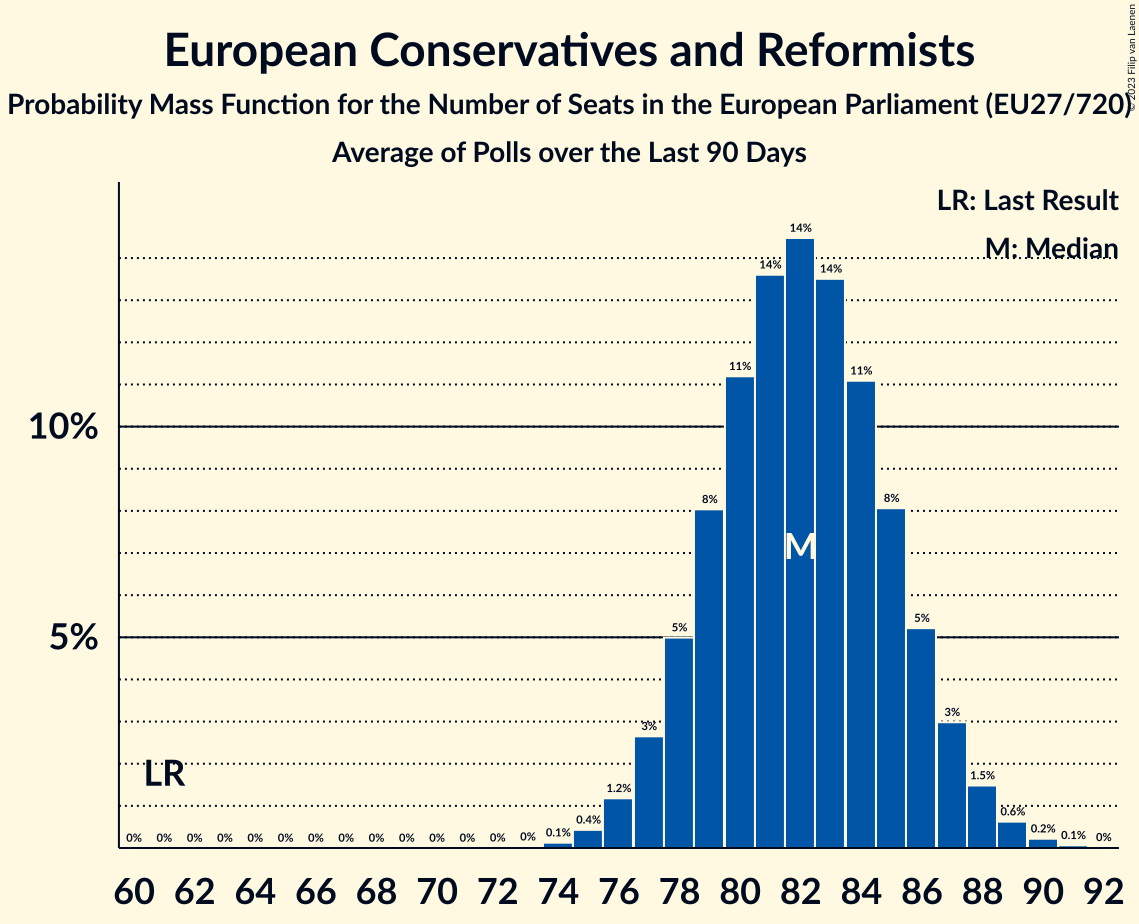 European Conservatives and Reformists
Probability Mass Function for the Number of Seats in the European Parliament (EU27/720)
Average of Polls over the Last 90 Days
© 2023 Filip van Laenen
LR: Last Result
M: Median
14%
14% 14%
11% 11%
10%
8% 8%
M
5%
5% 5%
3% 3%
LR
1.2% 1.5%
0.4% 0.6%
0% 0% 0% 0% 0% 0% 0% 0% 0% 0% 0% 0% 0% 0% 0.1% 0.2% 0.1% 0%
60 62 64 66 68 70 72 74 76 78 80 82 84 86 88 90 92